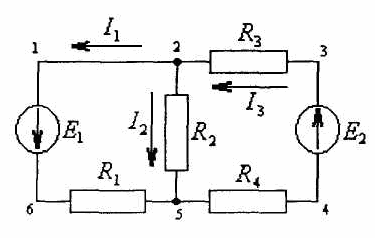 I₁
1 2 R₃ 3
I₃
E₁ I₂ R₂ E₂
R₁ R₄
6 5 4